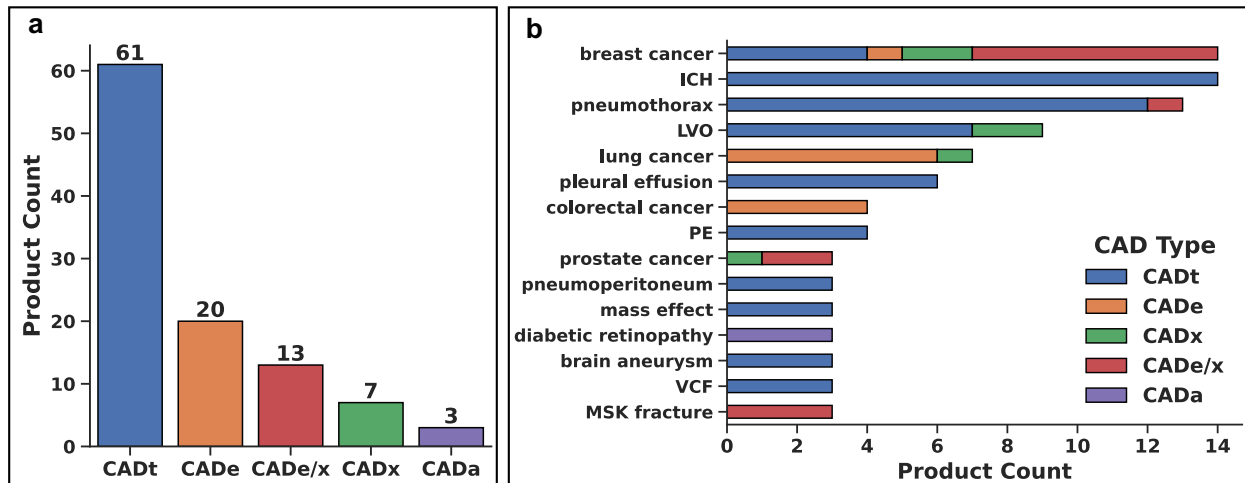 a
61
20
13
7
3
60
50
40
30
20
10
0
Product Count
CADt
CADe
CADe/x
CADx
CADa
b
breast cancer
ICH
pneumothorax
LVO
lung cancer
pleural effusion
colorectal cancer
PE
prostate cancer
pneumoperitoneum
mass effect
diabetic retinopathy
brain aneurysm
VCF
MSK fracture
0 2 4 6 8 10 12 14
Product Count
CAD Type
CADt
CADe
CADx
CADe/x
CADa